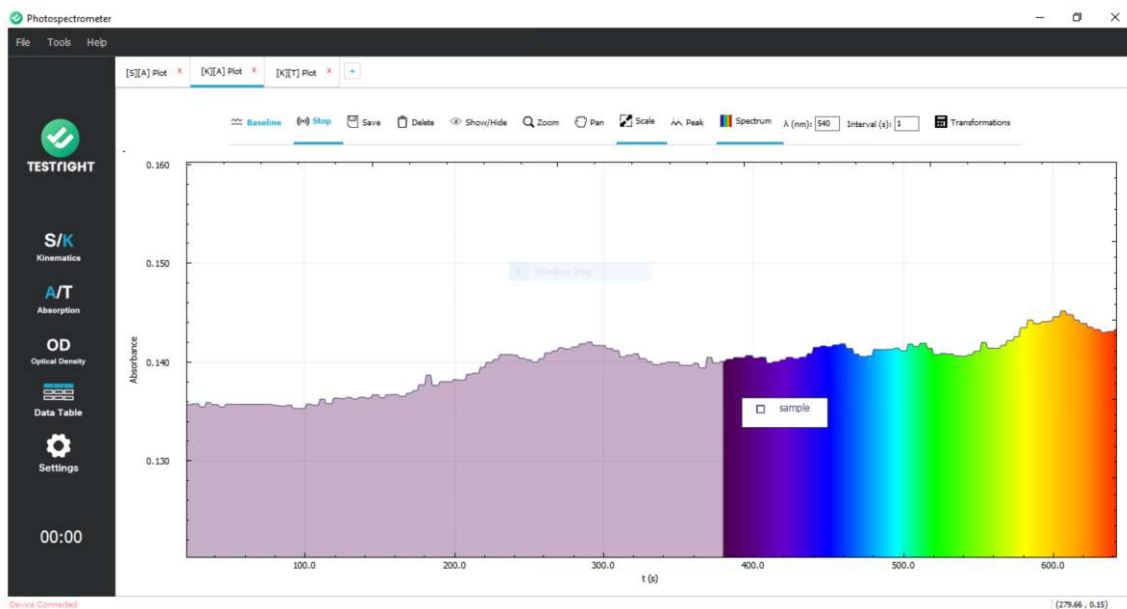 Photospectrometer
File Tools Help
[S][A] Plot x [K][A] Plot x [K][T] Plot x +
Baseline Stop Save Delete Show/Hide Zoom Pan Scale Peak Spectrum λ (nm): 540 Interval (s): 1 Transformations
TESTRIGHT
S/K
Kinematics
A/T
Absorption
OD
Optical Density
Data Table
Settings
00:00
Absorbance
0.160
0.150
0.140
0.130
Window Snip
sample
100.0 200.0 300.0 400.0 500.0 600.0
t (s)
Device Connected
(279.66 , 0.15)